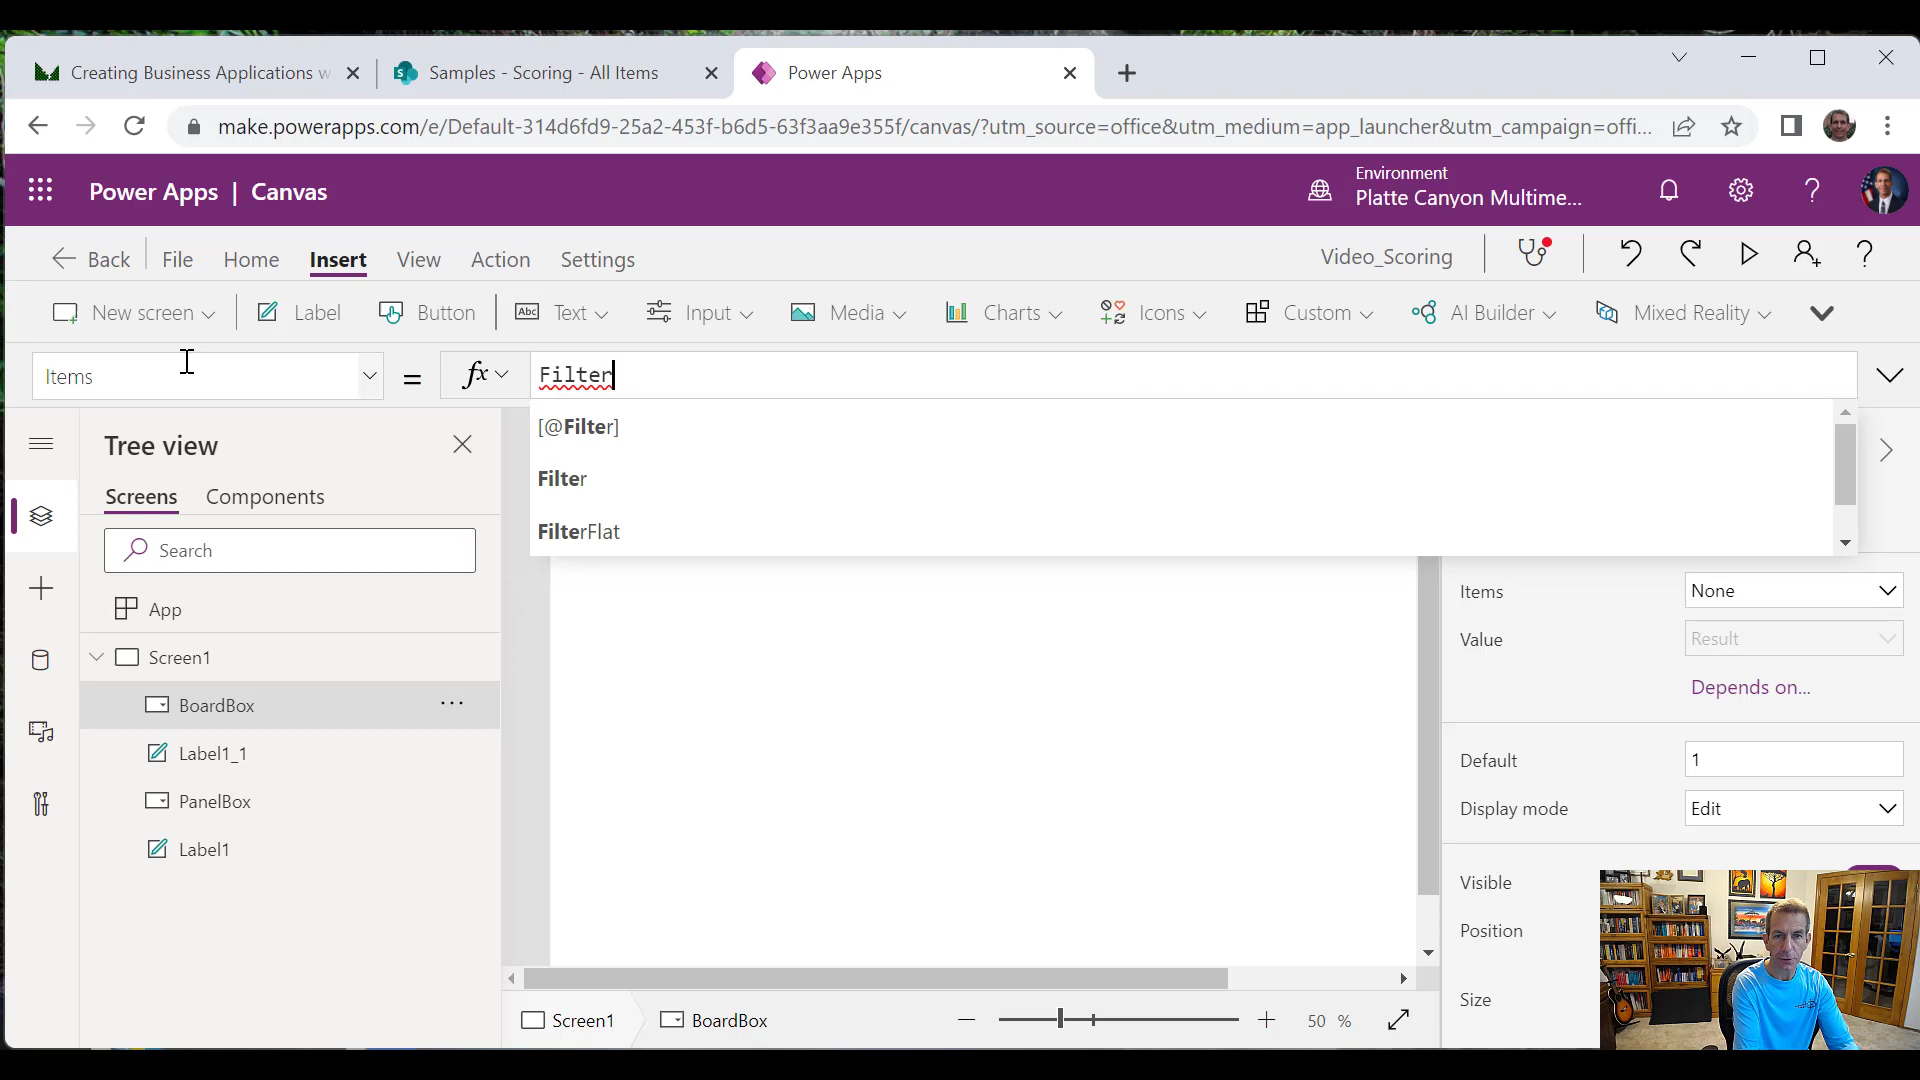 Creating Business Applications w
Samples - Scoring - All Items
Power Apps
make.powerapps.com/e/Default-314d6fd9-25a2-453f-b6d5-63f3aa9e355f/canvas/?utm_source=office&utm_medium=app_launcher&utm_campaign=offi...
Power Apps | Canvas
Environment
Platte Canyon Multime...
Back
File
Home
Insert
View
Action
Settings
Video_Scoring
New screen
Label
Button
Abc
Text
Input
Media
Charts
Icons
Custom
AI Builder
Mixed Reality
Items
=
fx
Filter
[@Filter]
Filter
FilterFlat
Tree view
Screens
Components
Search
App
Screen1
BoardBox
Label1_1
PanelBox
Label1
Items
None
Value
Result
Depends on...
Default
1
Display mode
Edit
Visible
Position
Size
Screen1
BoardBox
50 %